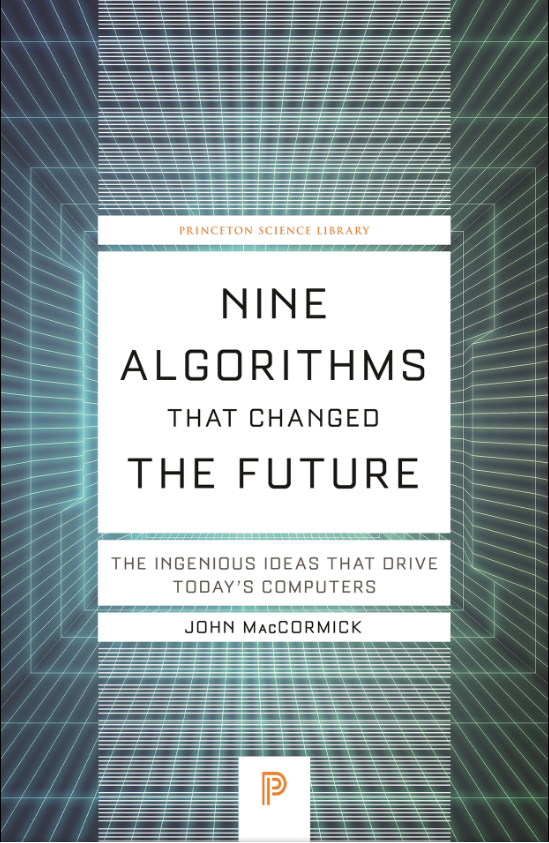 PRINCETON SCIENCE LIBRARY
NINE
ALGORITHMS
THAT CHANGED
THE FUTURE
THE INGENIOUS IDEAS THAT DRIVE
TODAY'S COMPUTERS
JOHN MACCORMICK
P